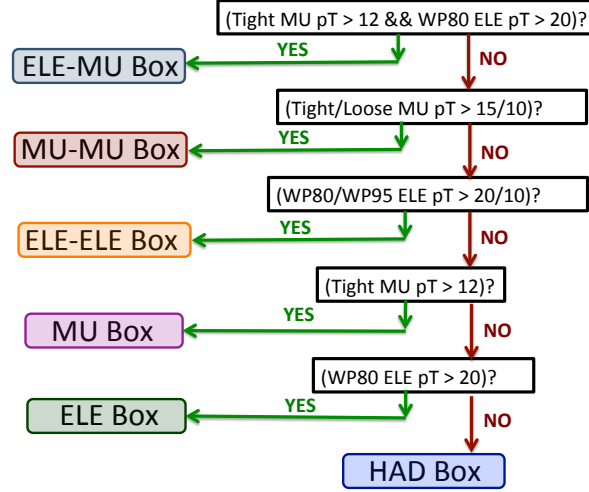 (Tight MU pT > 12 && WP80 ELE pT > 20)?
YES
NO
ELE-MU Box
(Tight/Loose MU pT > 15/10)?
YES
NO
MU-MU Box
(WP80/WP95 ELE pT > 20/10)?
YES
NO
ELE-ELE Box
(Tight MU pT > 12)?
YES
NO
MU Box
(WP80 ELE pT > 20)?
YES
NO
ELE Box
HAD Box